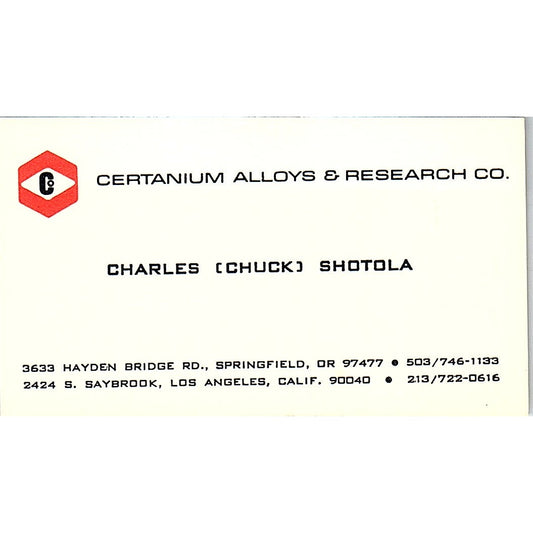 Co CERTANIUM ALLOYS & RESEARCH CO.
CHARLES (CHUCK) SHOTOLA
3633 HAYDEN BRIDGE RD., SPRINGFIELD, OR 97477 • 503/746-1133
2424 S. SAYBROOK, LOS ANGELES, CALIF. 90040 • 213/722-0616